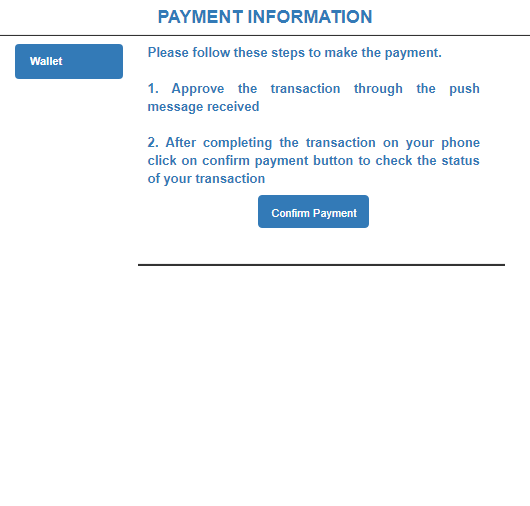 PAYMENT INFORMATION
Wallet
Please follow these steps to make the payment.
1. Approve the transaction through the push
message received
2. After completing the transaction on your phone
click on confirm payment button to check the status
of your transaction
Confirm Payment